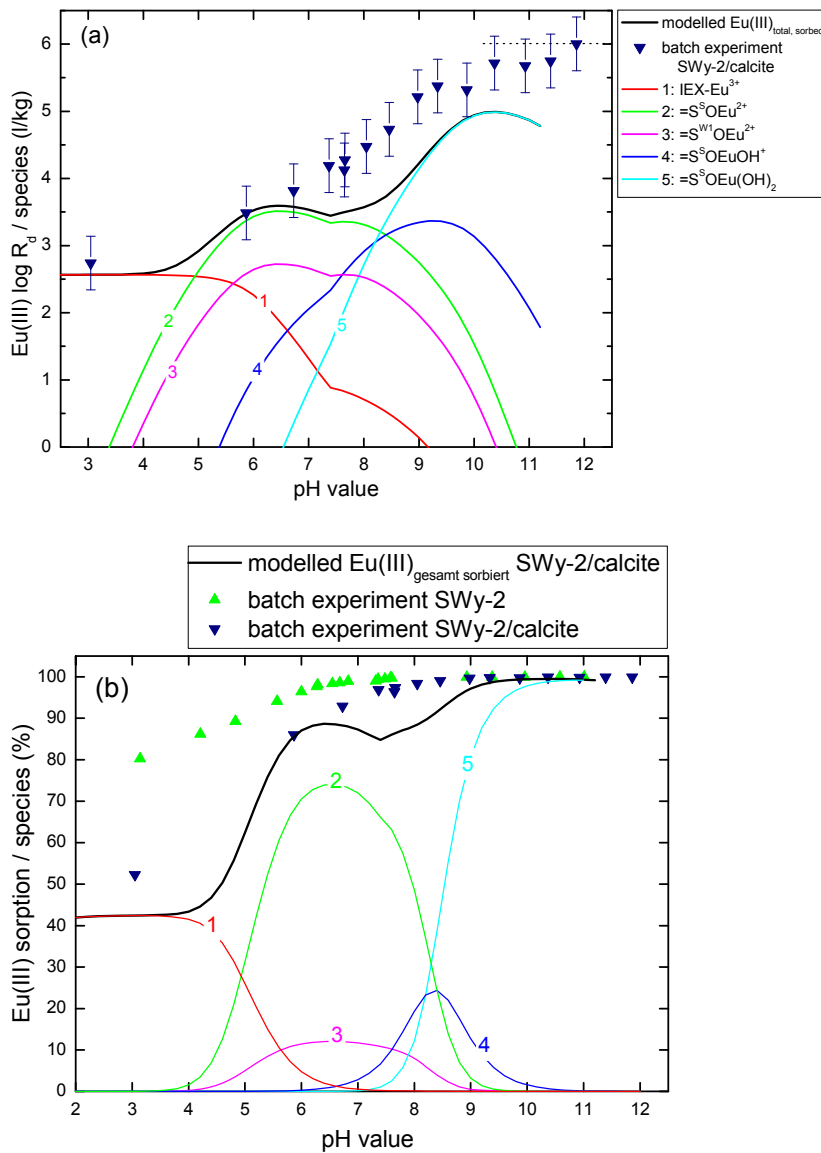 (a)
modelled Eu(III)total, sorbed
batch experiment
SWy-2/calcite
1: IEX-Eu3+
2: =SSOEu2+
3: =SW1OEu2+
4: =SSOEuOH+
5: =SSOEu(OH)2
6
5
4
3
2
1
0
Eu(III) log Rd / species (l/kg)
1
2
3
4
5
3 4 5 6 7 8 9 10 11 12
pH value
modelled Eu(III)gesamt sorbiert SWy-2/calcite
batch experiment SWy-2
batch experiment SWy-2/calcite
(b)
100
90
80
70
60
50
40
30
20
10
0
Eu(III) sorption / species (%)
1
2
3
4
5
2 3 4 5 6 7 8 9 10 11 12
pH value